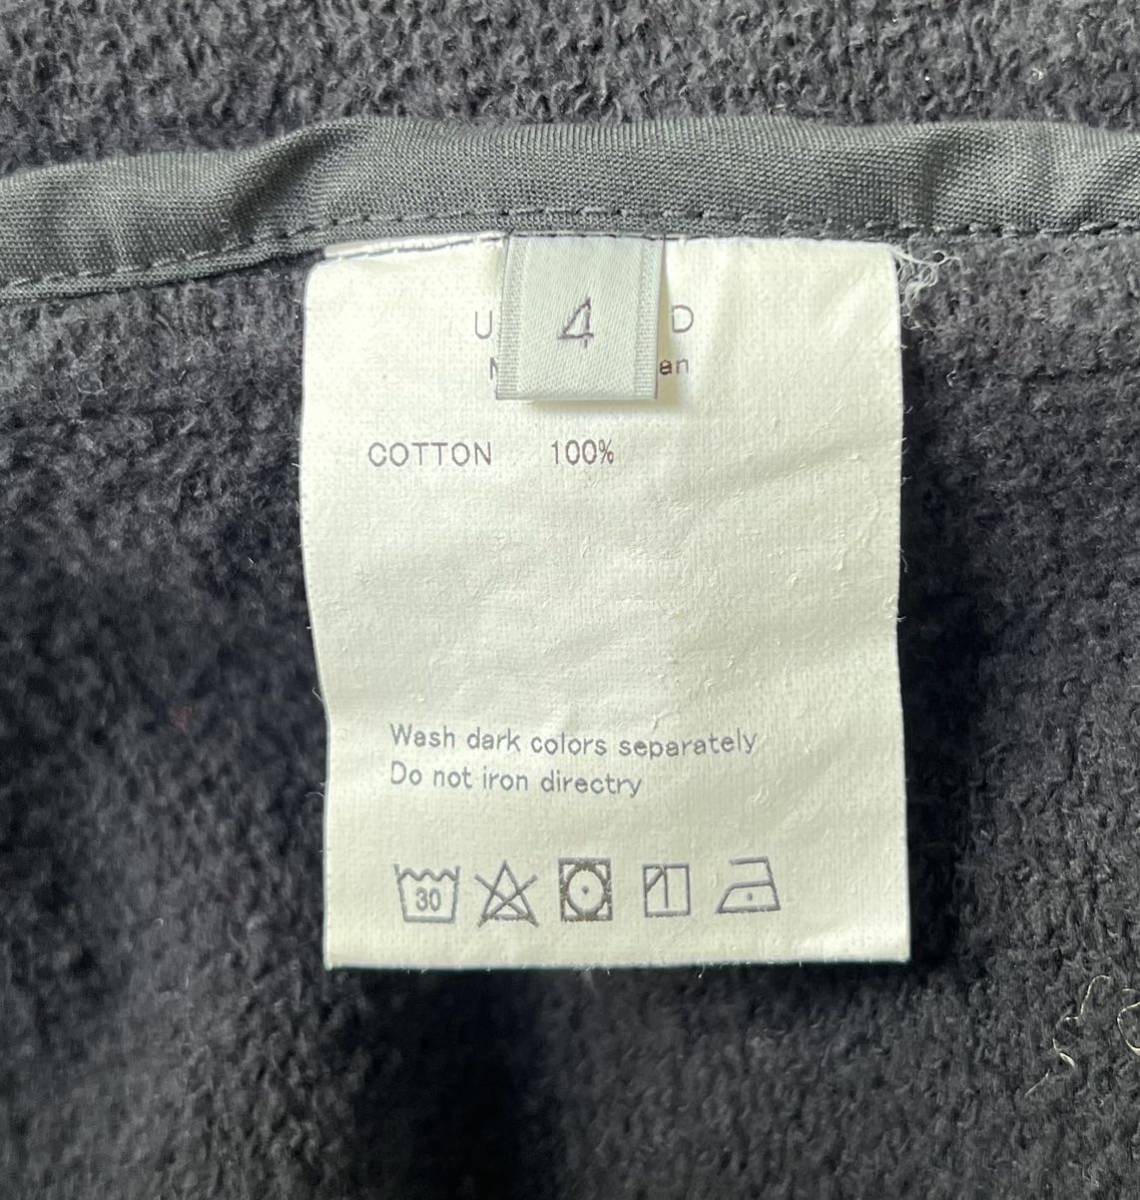 4
COTTON 100%
Wash dark colors separately
Do not iron directry
30